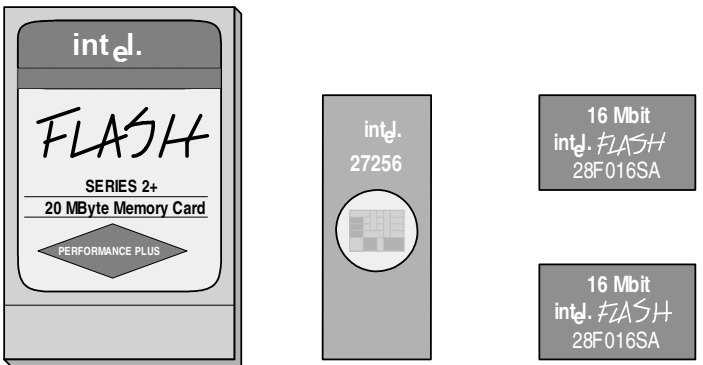 intel.
FLASH
SERIES 2+
20 MByte Memory Card
PERFORMANCE PLUS
intel.
27256
16 Mbit
intel. FLASH
28F016SA
16 Mbit
intel. FLASH
28F016SA